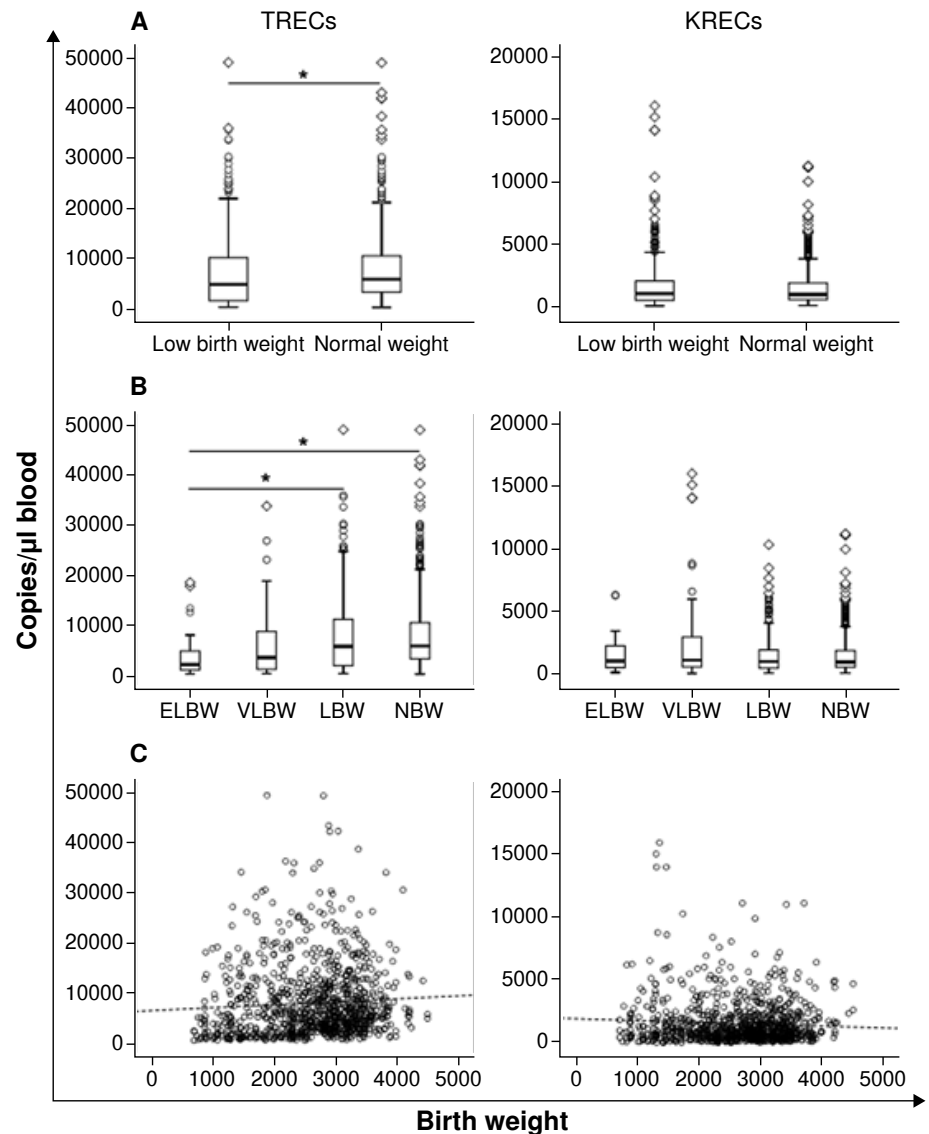 A TRECs KRECs
50000 20000
40000 15000
30000 10000
20000 5000
10000 0
0
* 
Low birth weight Normal weight Low birth weight Normal weight
B
50000 20000
40000 15000
30000 10000
20000 5000
10000 0
0
*
*
ELBW VLBW LBW NBW ELBW VLBW LBW NBW
C
50000 20000
40000 15000
30000 10000
20000 5000
10000 0
0
0 1000 2000 3000 4000 5000 0 1000 2000 3000 4000 5000
Copies/µl blood
Birth weight